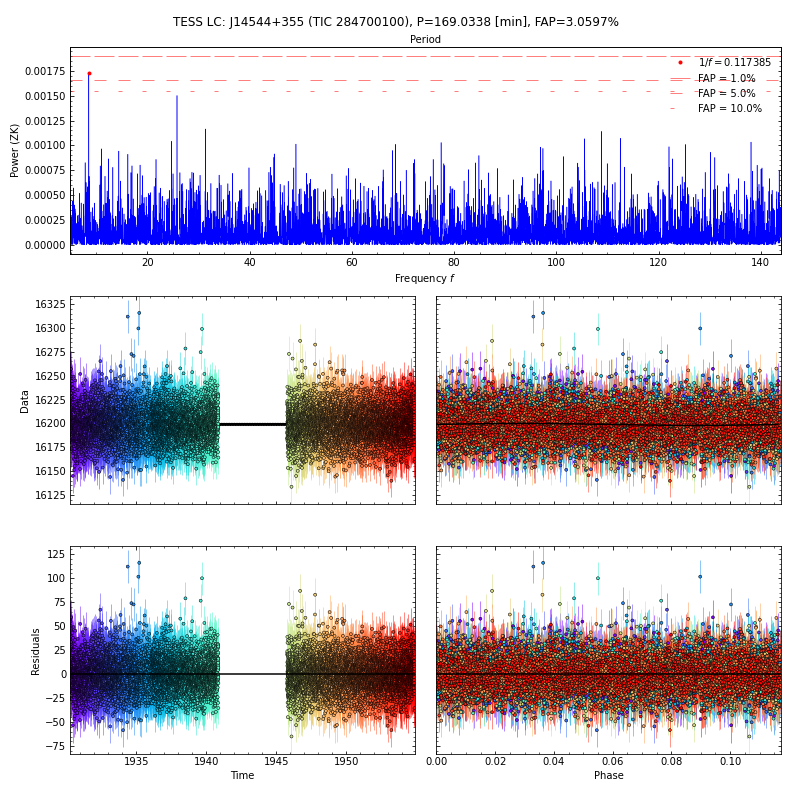 TESS LC: J14544+355 (TIC 284700100), P=169.0338 [min], FAP=3.0597%
Period
Power (ZK)
0.00175
0.00150
0.00125
0.00100
0.00075
0.00050
0.00025
0.00000
1/f = 0.117385
FAP = 1.0%
FAP = 5.0%
FAP = 10.0%
20 40 60 80 100 120 140
Frequency f
Data
16325
16300
16275
16250
16225
16200
16175
16150
16125
Residuals
125
100
75
50
25
0
−25
−50
−75
1935 1940 1945 1950
Time
0.00 0.02 0.04 0.06 0.08 0.10
Phase